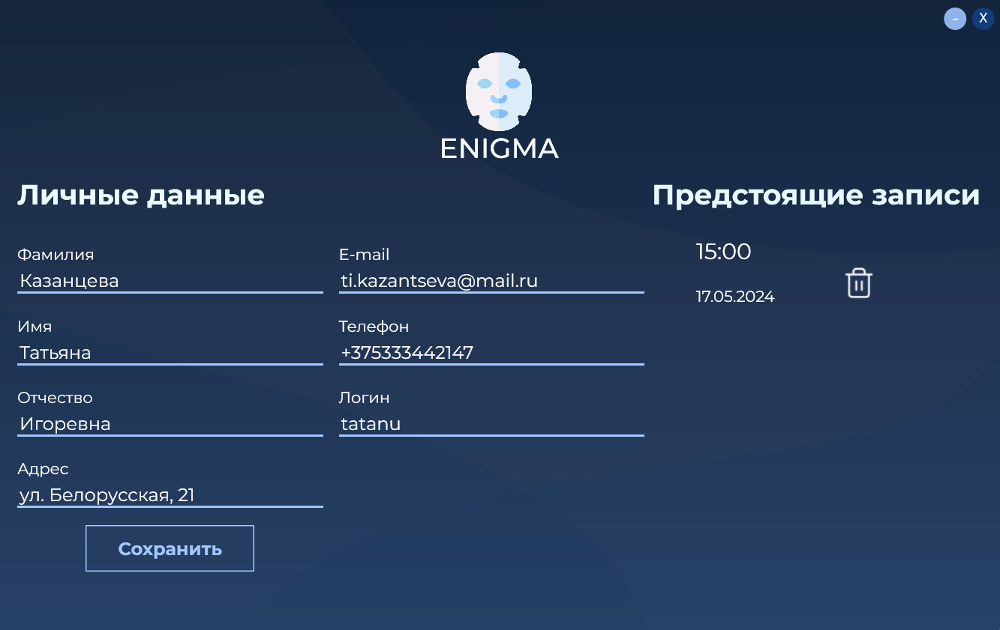 – X
ENIGMA
Личные данные
Фамилия
Казанцева
Имя
Татьяна
Отчество
Игоревна
Адрес
ул. Белорусская, 21
Сохранить
E-mail
ti.kazantseva@mail.ru
Телефон
+375333442147
Логин
tatanu
Предстоящие записи
15:00
17.05.2024